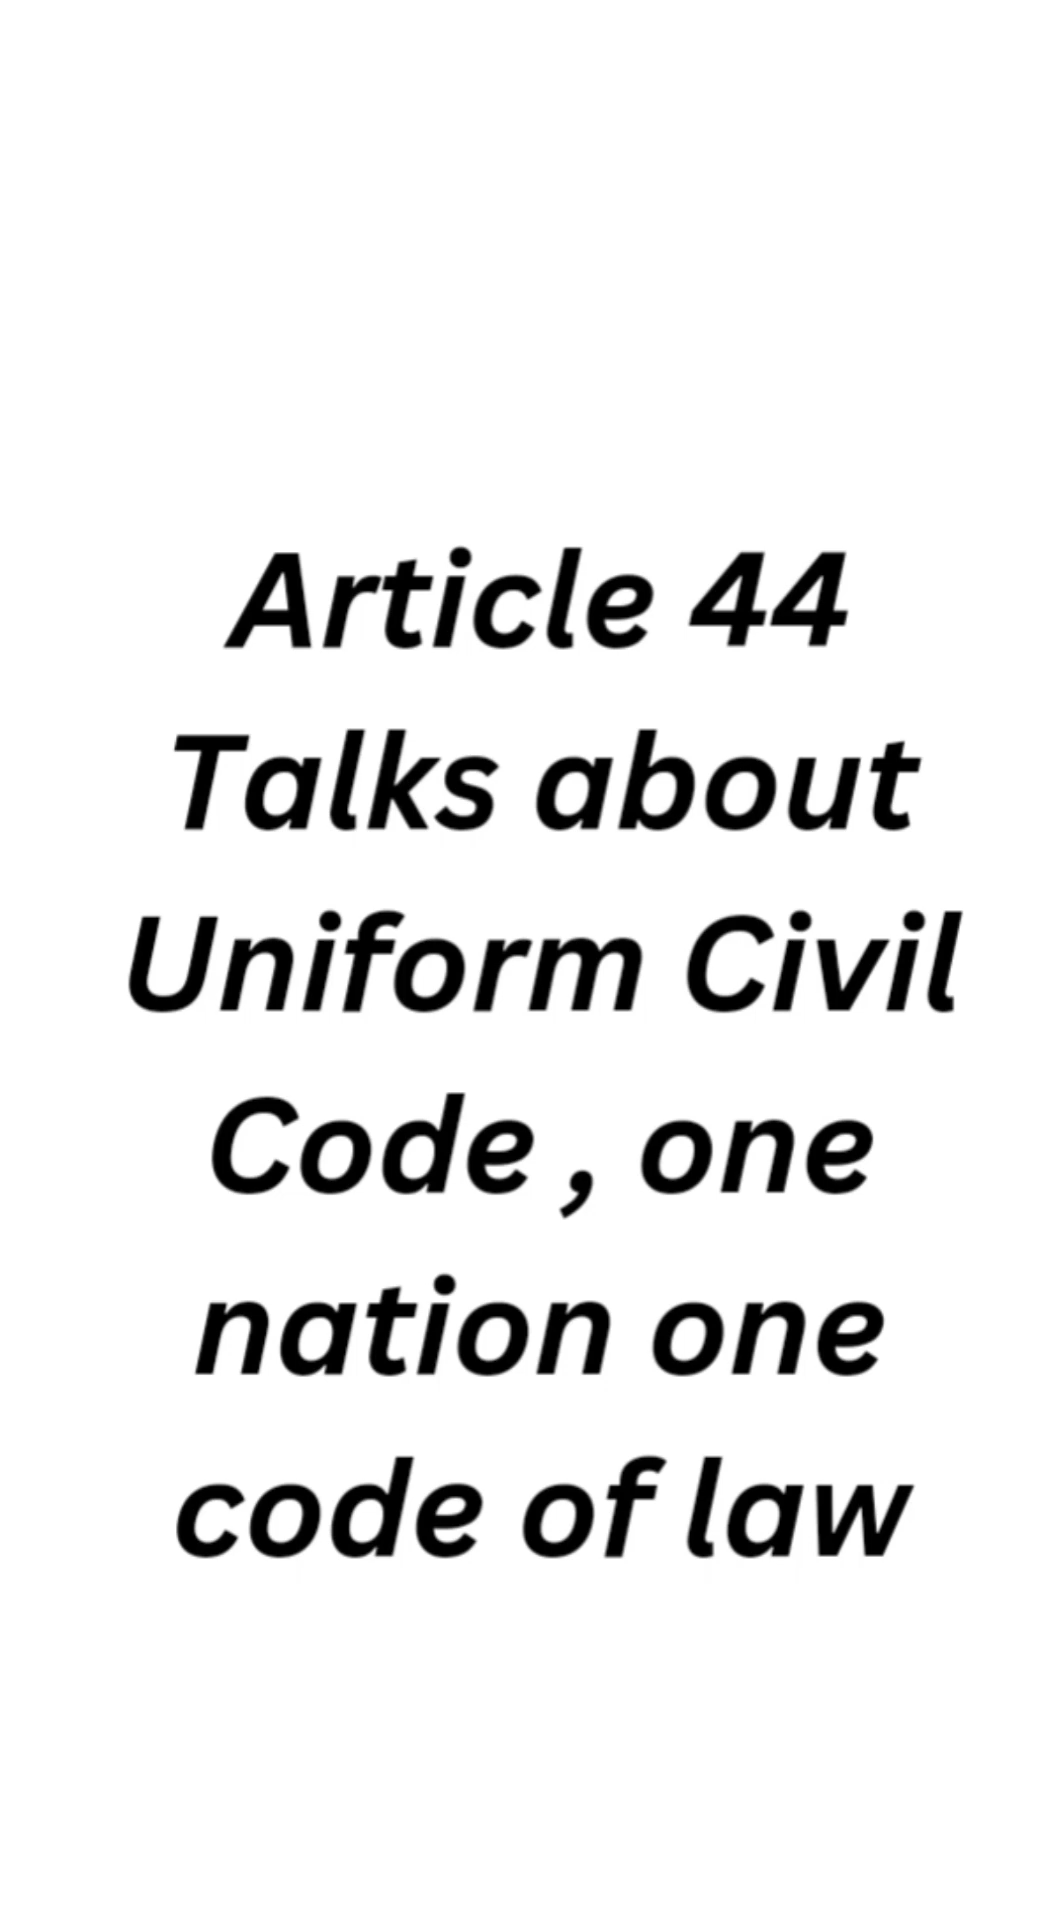 Article 44
Talks about
Uniform Civil
Code , one
nation one
code of law